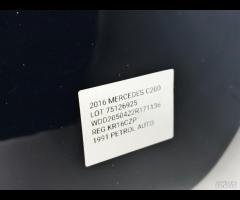 2016 MERCEDES C200
LOT 75126925
WDD2050422R171136
REG KR16CZP
1991 PETROL AUTO